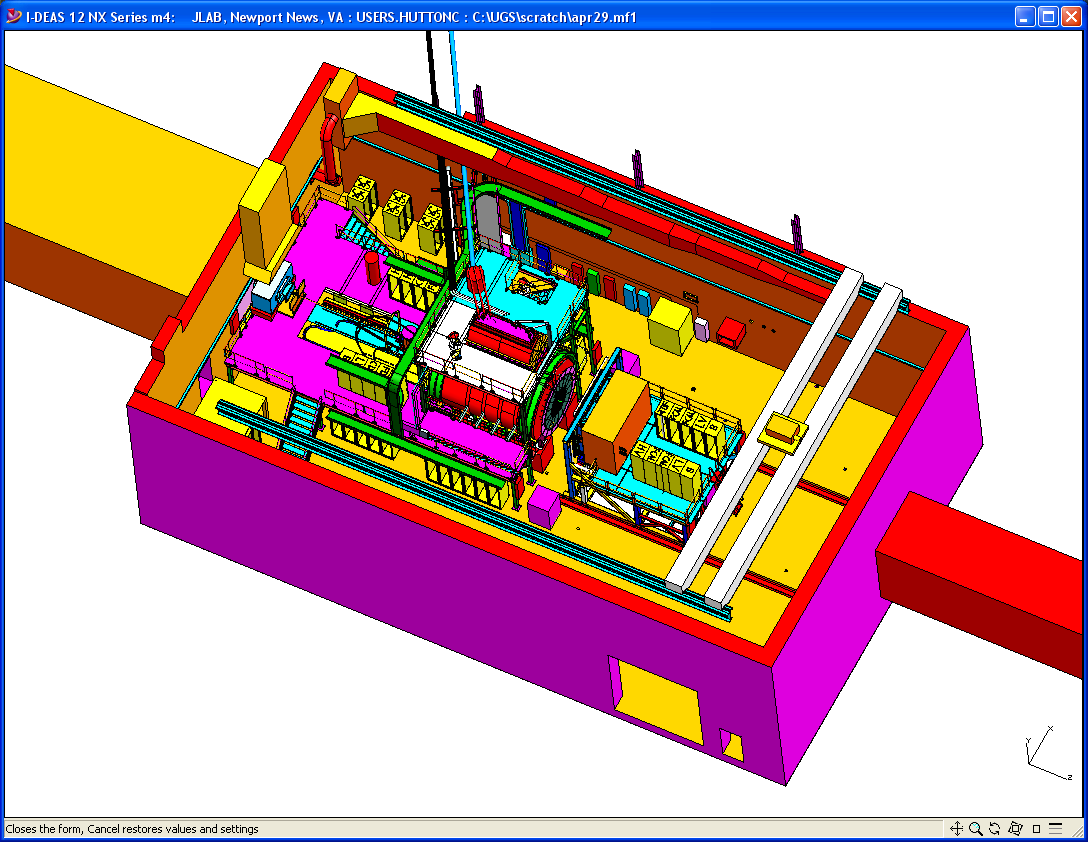 I-DEAS 12 NX Series m4: JLAB, Newport News, VA : USERS.HUTTONC : C:\UGS\scratch\apr29.mf1
X
Y
Z
Closes the form, Cancel restores values and settings